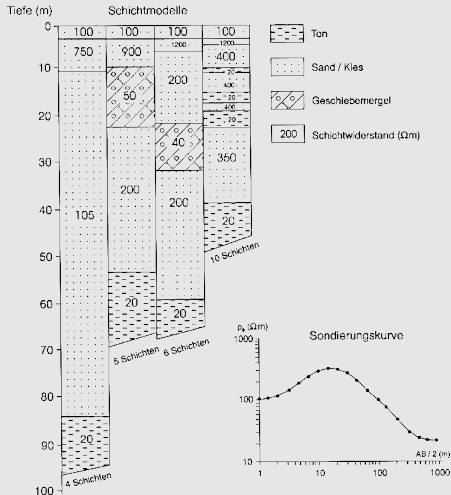 Tiefe (m)
Schichtmodelle
0
10
20
30
40
50
60
70
80
90
100
100
750
105
20
4 Schichten
100
900
50
200
20
5 Schichten
100
1200
200
40
200
20
6 Schichten
100
1200
400
20
400
20
400
20
350
20
10 Schichten
Ton
Sand / Kies
Geschiebemergel
200 Schichtwiderstand (Ωm)
ρs (Ωm)
Sondierungskurve
1000
100
10
AB / 2 (m)
1 10 100 1000